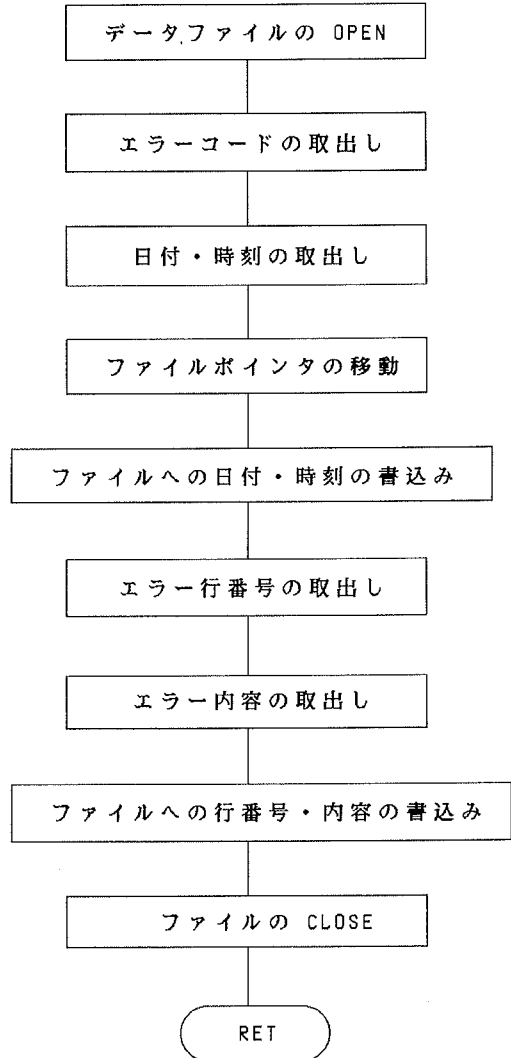 データファイルの OPEN
エラーコードの取出し
日付・時刻の取出し
ファイルポインタの移動
ファイルへの日付・時刻の書込み
エラー行番号の取出し
エラー内容の取出し
ファイルへの行番号・内容の書込み
ファイルの CLOSE
RET